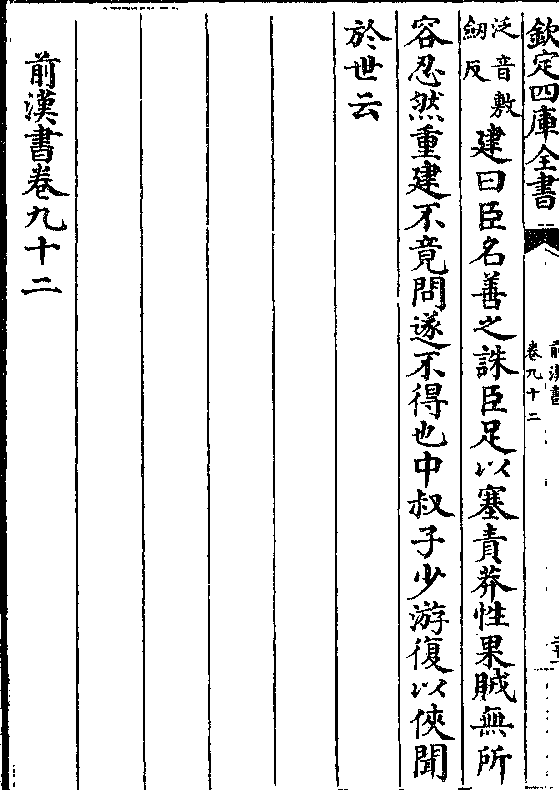 欽定四庫全書
前漢書
卷九十二
泛音敷
劒反
建曰臣名善之誅臣足以塞責莽性果賊無所
容忍然重建不竟問遂不得也中叔子少游復以俠聞
於世云
前漢書卷九十二